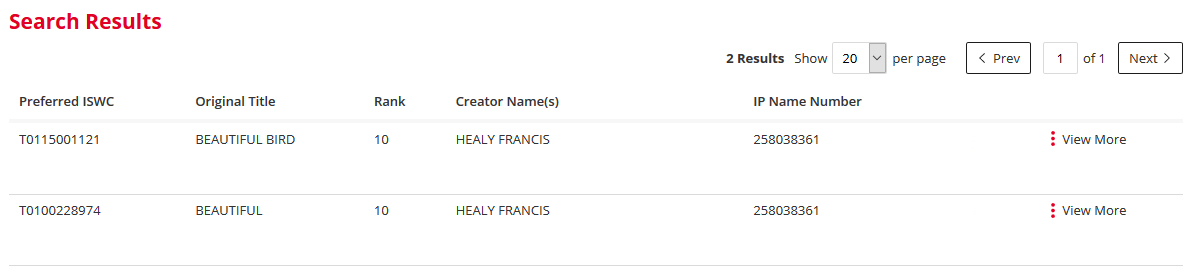 Search Results
2 Results Show 20 per page Prev 1 of 1 Next
Preferred ISWC Original Title Rank Creator Name(s) IP Name Number
T0115001121 BEAUTIFUL BIRD 10 HEALY FRANCIS 258038361 View More
T0100228974 BEAUTIFUL 10 HEALY FRANCIS 258038361 View More